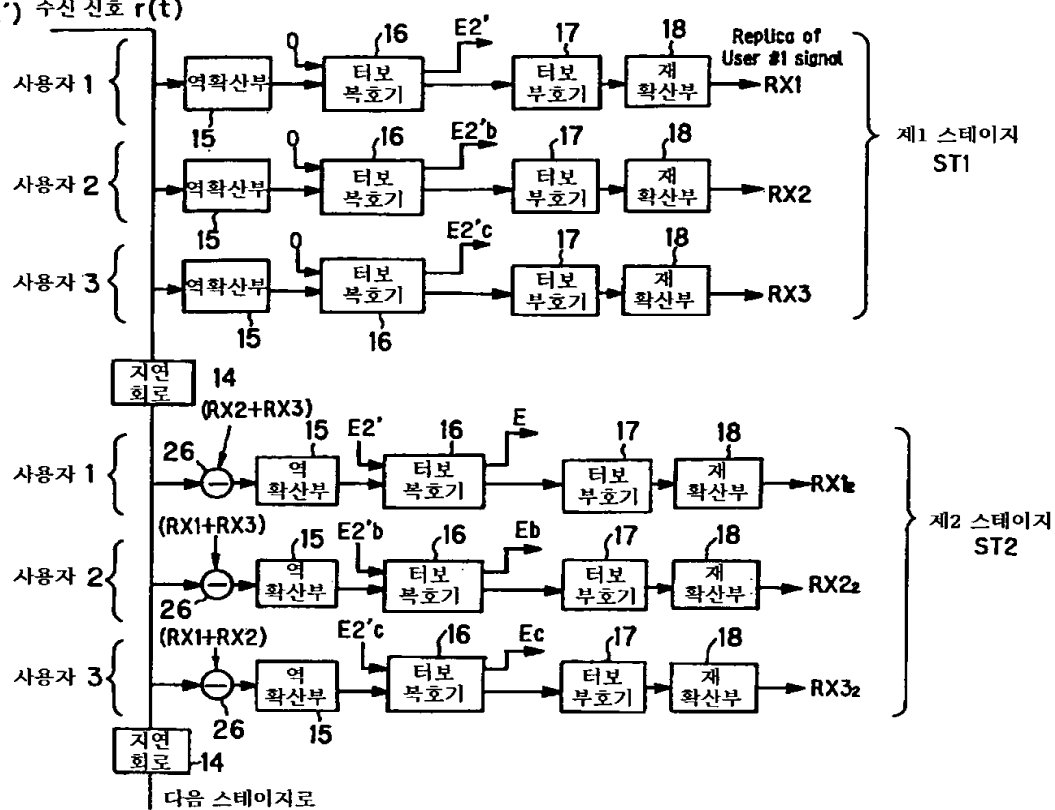 ') 수신 신호 r(t)
사용자 1
역확산부
15
0
16
터보
복호기
E2'
17
터보
부호기
18
재
확산부
Replica of
User #1 signal
RX1
사용자 2
역확산부
15
0
16
터보
복호기
E2'b
17
터보
부호기
18
재
확산부
RX2
사용자 3
역확산부
15
0
터보
복호기
16
E2'c
17
터보
부호기
18
재
확산부
RX3
제1 스테이지
ST1
지연
회로
14
(RX2+RX3)
사용자 1
26
15
역
확산부
E2'
16
터보
복호기
E
17
터보
부호기
18
재
확산부
RX1₂
(RX1+RX3)
사용자 2
26
15
역
확산부
E2'b
16
터보
복호기
Eb
17
터보
부호기
18
재
확산부
RX2₂
(RX1+RX2)
사용자 3
26
역
확산부
15
E2'c
16
터보
복호기
Ec
17
터보
부호기
18
재
확산부
RX3₂
제2 스테이지
ST2
지연
회로
14
다음 스테이지로